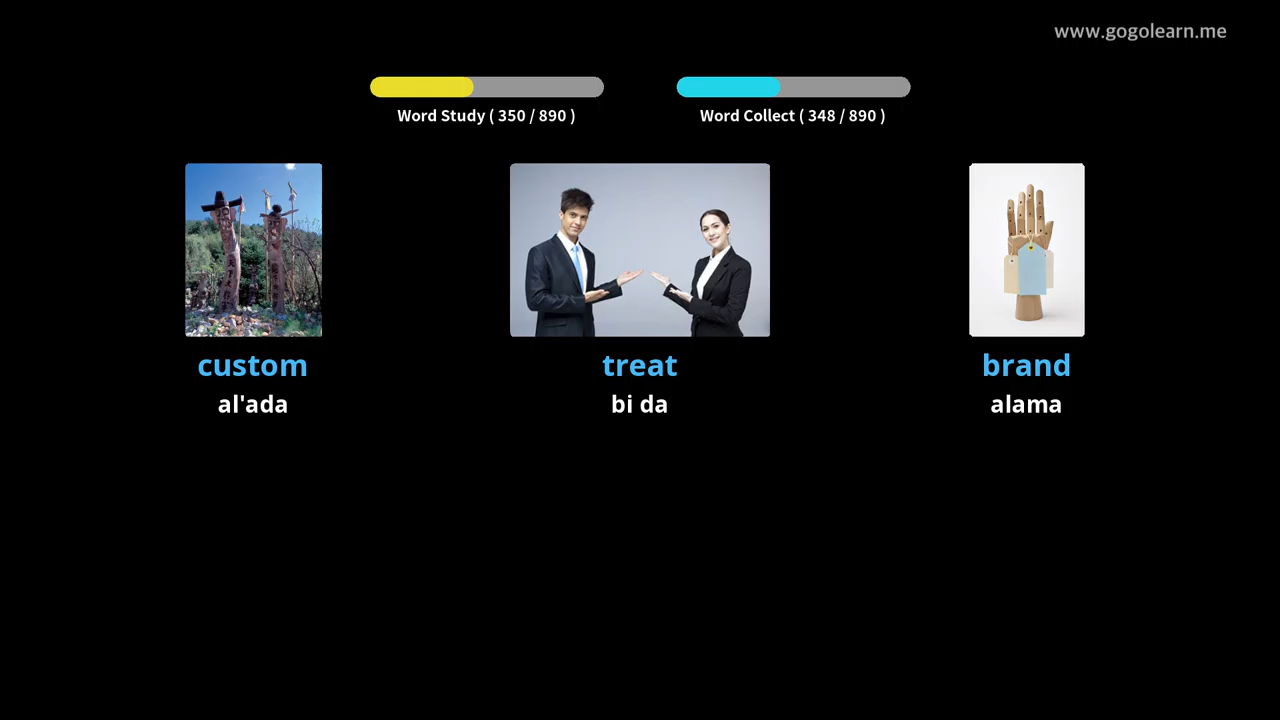 www.gogolearn.me
Word Study ( 350 / 890 )
Word Collect ( 348 / 890 )
custom
treat
brand
al'ada
bi da
alama